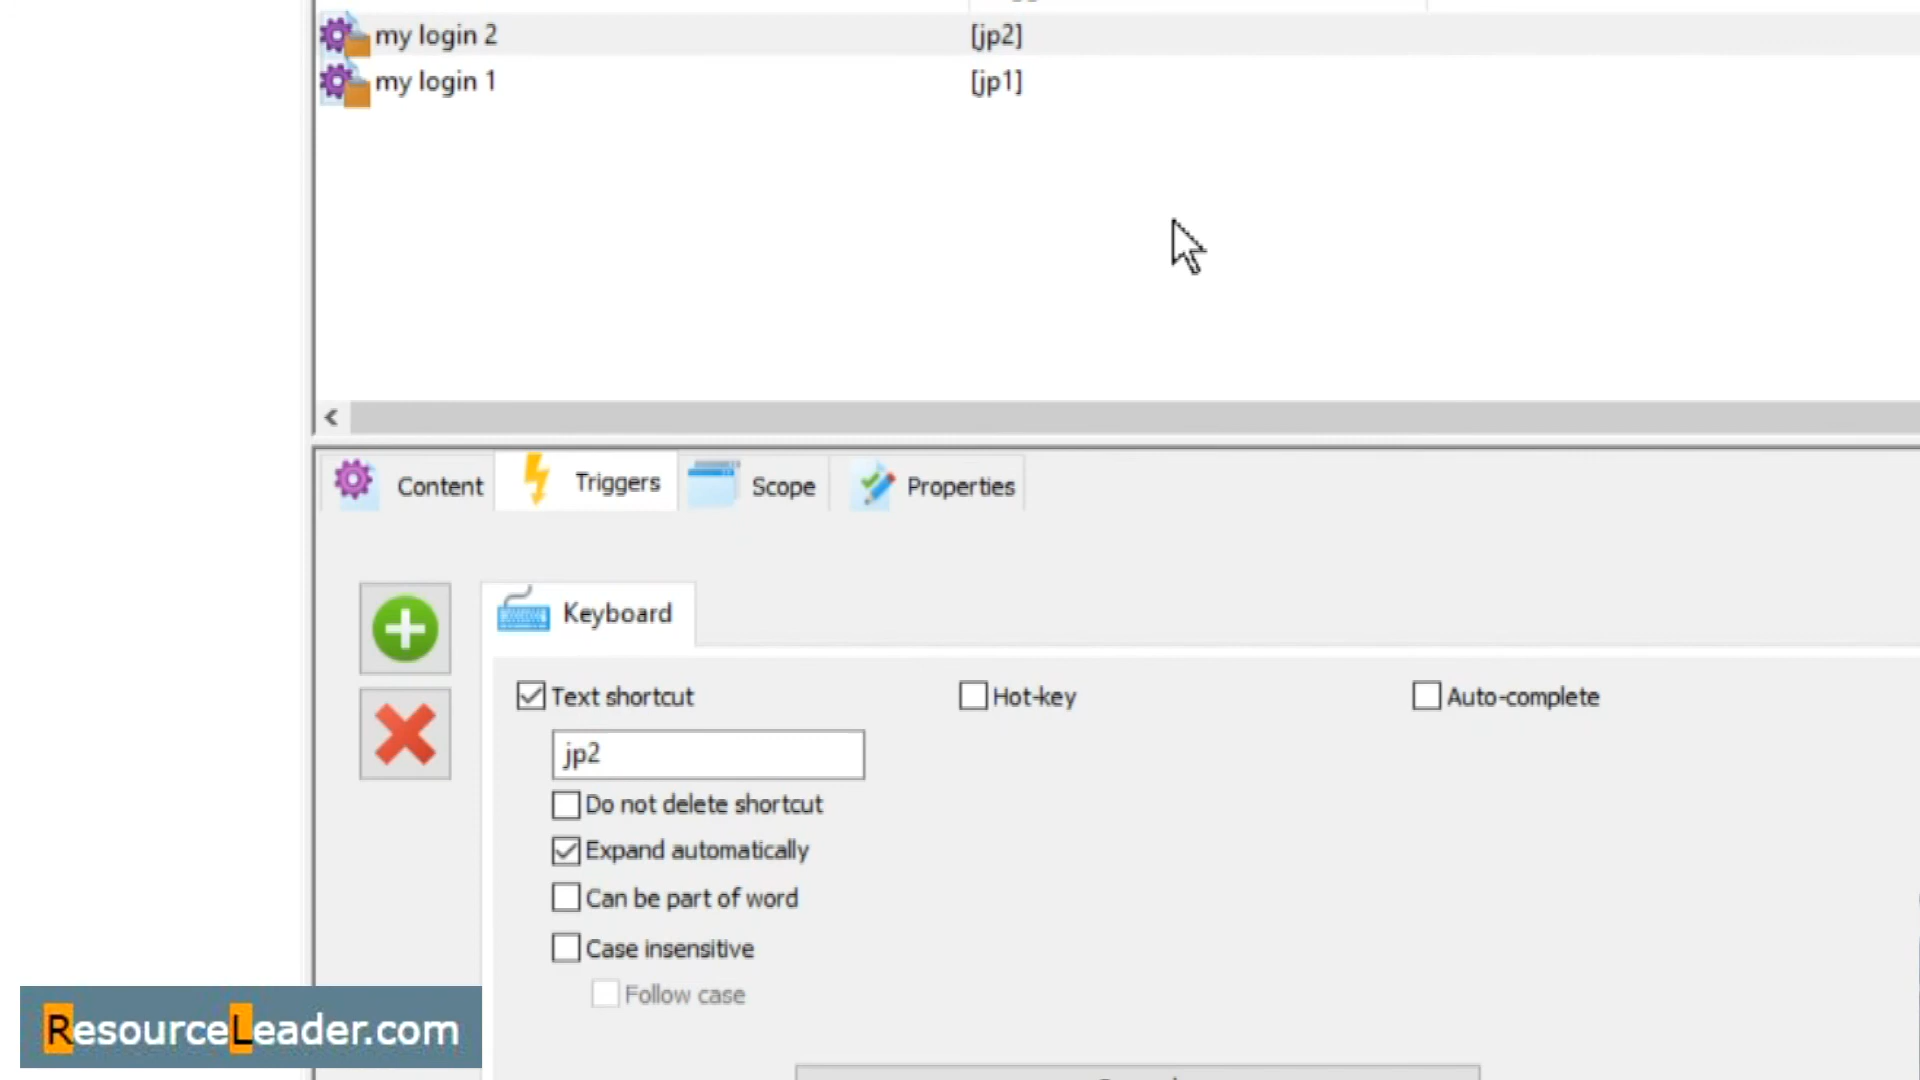 my login 2 [jp2]
my login 1 [jp1]
Content Triggers Scope Properties
Keyboard
Text shortcut Hot-key Auto-complete
jp2
Do not delete shortcut
Expand automatically
Can be part of word
Case insensitive
Follow case
ResourceLeader.com